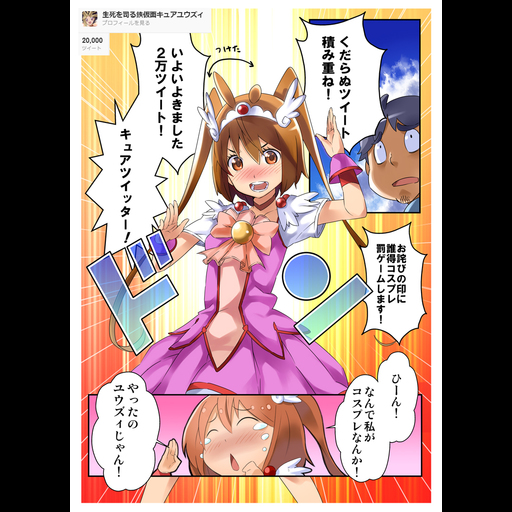 生死を司る鉄仮面キュアユウズィ
プロフィールを見る
20,000
ツイート
くだらぬツイート
積み重ね！
つけた
いよいよきました
２万ツイート！
キュアツイッター！
ドン
お詫びの印に
誰得コスプレ
罰ゲームします！
ひーん！
なんで私が
コスプレなんか！
やったの
ユウズィじゃん！